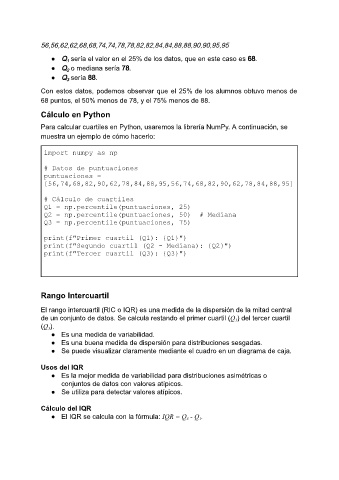 56,56,62,62,68,68,74,74,78,78,82,82,84,84,88,88,90,90,95,95
● Q₁ sería el valor en el 25% de los datos, que en este caso es 68.
● Q₂ o mediana sería 78.
● Q₃ sería 88.
Con estos datos, podemos observar que el 25% de los alumnos obtuvo menos de
68 puntos, el 50% menos de 78, y el 75% menos de 88.
Cálculo en Python
Para calcular cuartiles en Python, usaremos la librería NumPy. A continuación, se
muestra un ejemplo de cómo hacerlo:
import numpy as np
# Datos de puntuaciones
puntuaciones =
[56,74,68,82,90,62,78,84,88,95,56,74,68,82,90,62,78,84,88,95]
# Cálculo de cuartiles
Q1 = np.percentile(puntuaciones, 25)
Q2 = np.percentile(puntuaciones, 50) # Mediana
Q3 = np.percentile(puntuaciones, 75)
print(f"Primer cuartil (Q1): {Q1}")
print(f"Segundo cuartil (Q2 - Mediana): {Q2}")
print(f"Tercer cuartil (Q3): {Q3}")
Rango Intercuartil
El rango intercuartil (RIC o IQR) es una medida de la dispersión de la mitad central
de un conjunto de datos. Se calcula restando el primer cuartil (Q₁) del tercer cuartil
(Q₃).
● Es una medida de variabilidad.
● Es una buena medida de dispersión para distribuciones sesgadas.
● Se puede visualizar claramente mediante el cuadro en un diagrama de caja.
Usos del IQR
● Es la mejor medida de variabilidad para distribuciones asimétricas o
conjuntos de datos con valores atípicos.
● Se utiliza para detectar valores atípicos.
Cálculo del IQR
● El IQR se calcula con la fórmula: IQR = Q₃ - Q₁